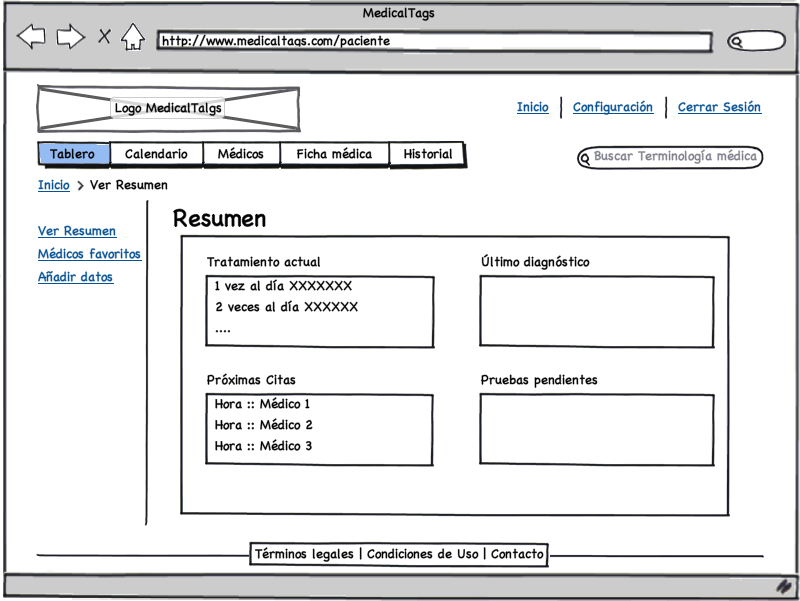 MedicalTags
http://www.medicaltags.com/paciente
Logo MedicalTalgs
Inicio | Configuración | Cerrar Sesión
Tablero Calendario Médicos Ficha médica Historial
Buscar Terminología médica
Inicio > Ver Resumen
Ver Resumen
Médicos favoritos
Añadir datos
Resumen
Tratamiento actual
1 vez al día XXXXXXX
2 veces al día XXXXXX
....
Último diagnóstico
Próximas Citas
Hora :: Médico 1
Hora :: Médico 2
Hora :: Médico 3
Pruebas pendientes
Términos legales | Condiciones de Uso | Contacto